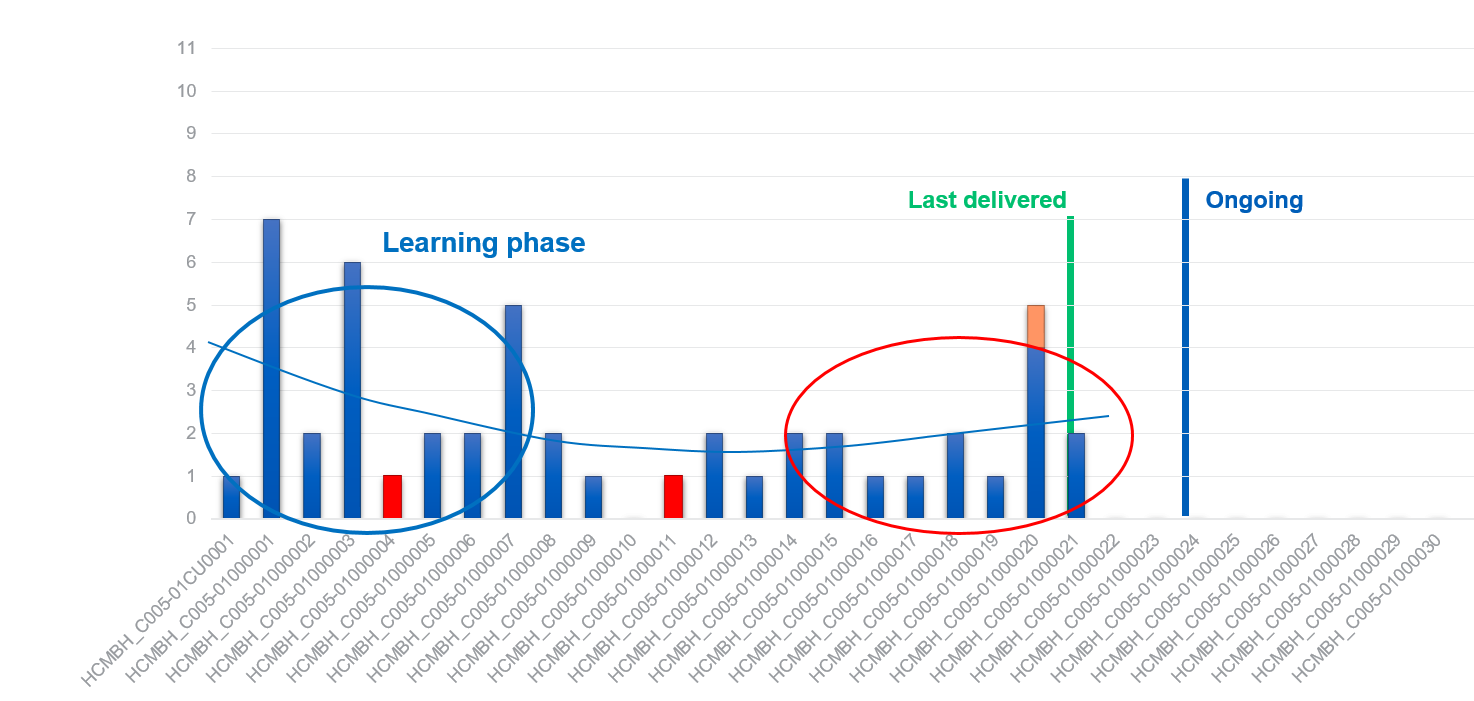 11
10
9
8
7
6
5
4
3
2
1
0
Last delivered
Ongoing
Learning phase
HCMBH_C005-01CU0001
HCMBH_C005-01000001
HCMBH_C005-01000002
HCMBH_C005-01000003
HCMBH_C005-01000004
HCMBH_C005-01000005
HCMBH_C005-01000006
HCMBH_C005-01000007
HCMBH_C005-01000008
HCMBH_C005-01000009
HCMBH_C005-01000010
HCMBH_C005-01000011
HCMBH_C005-01000012
HCMBH_C005-01000013
HCMBH_C005-01000014
HCMBH_C005-01000015
HCMBH_C005-01000016
HCMBH_C005-01000017
HCMBH_C005-01000018
HCMBH_C005-01000019
HCMBH_C005-01000020
HCMBH_C005-01000021
HCMBH_C005-01000022
HCMBH_C005-01000023
HCMBH_C005-01000024
HCMBH_C005-01000025
HCMBH_C005-01000026
HCMBH_C005-01000027
HCMBH_C005-01000028
HCMBH_C005-01000029
HCMBH_C005-01000030